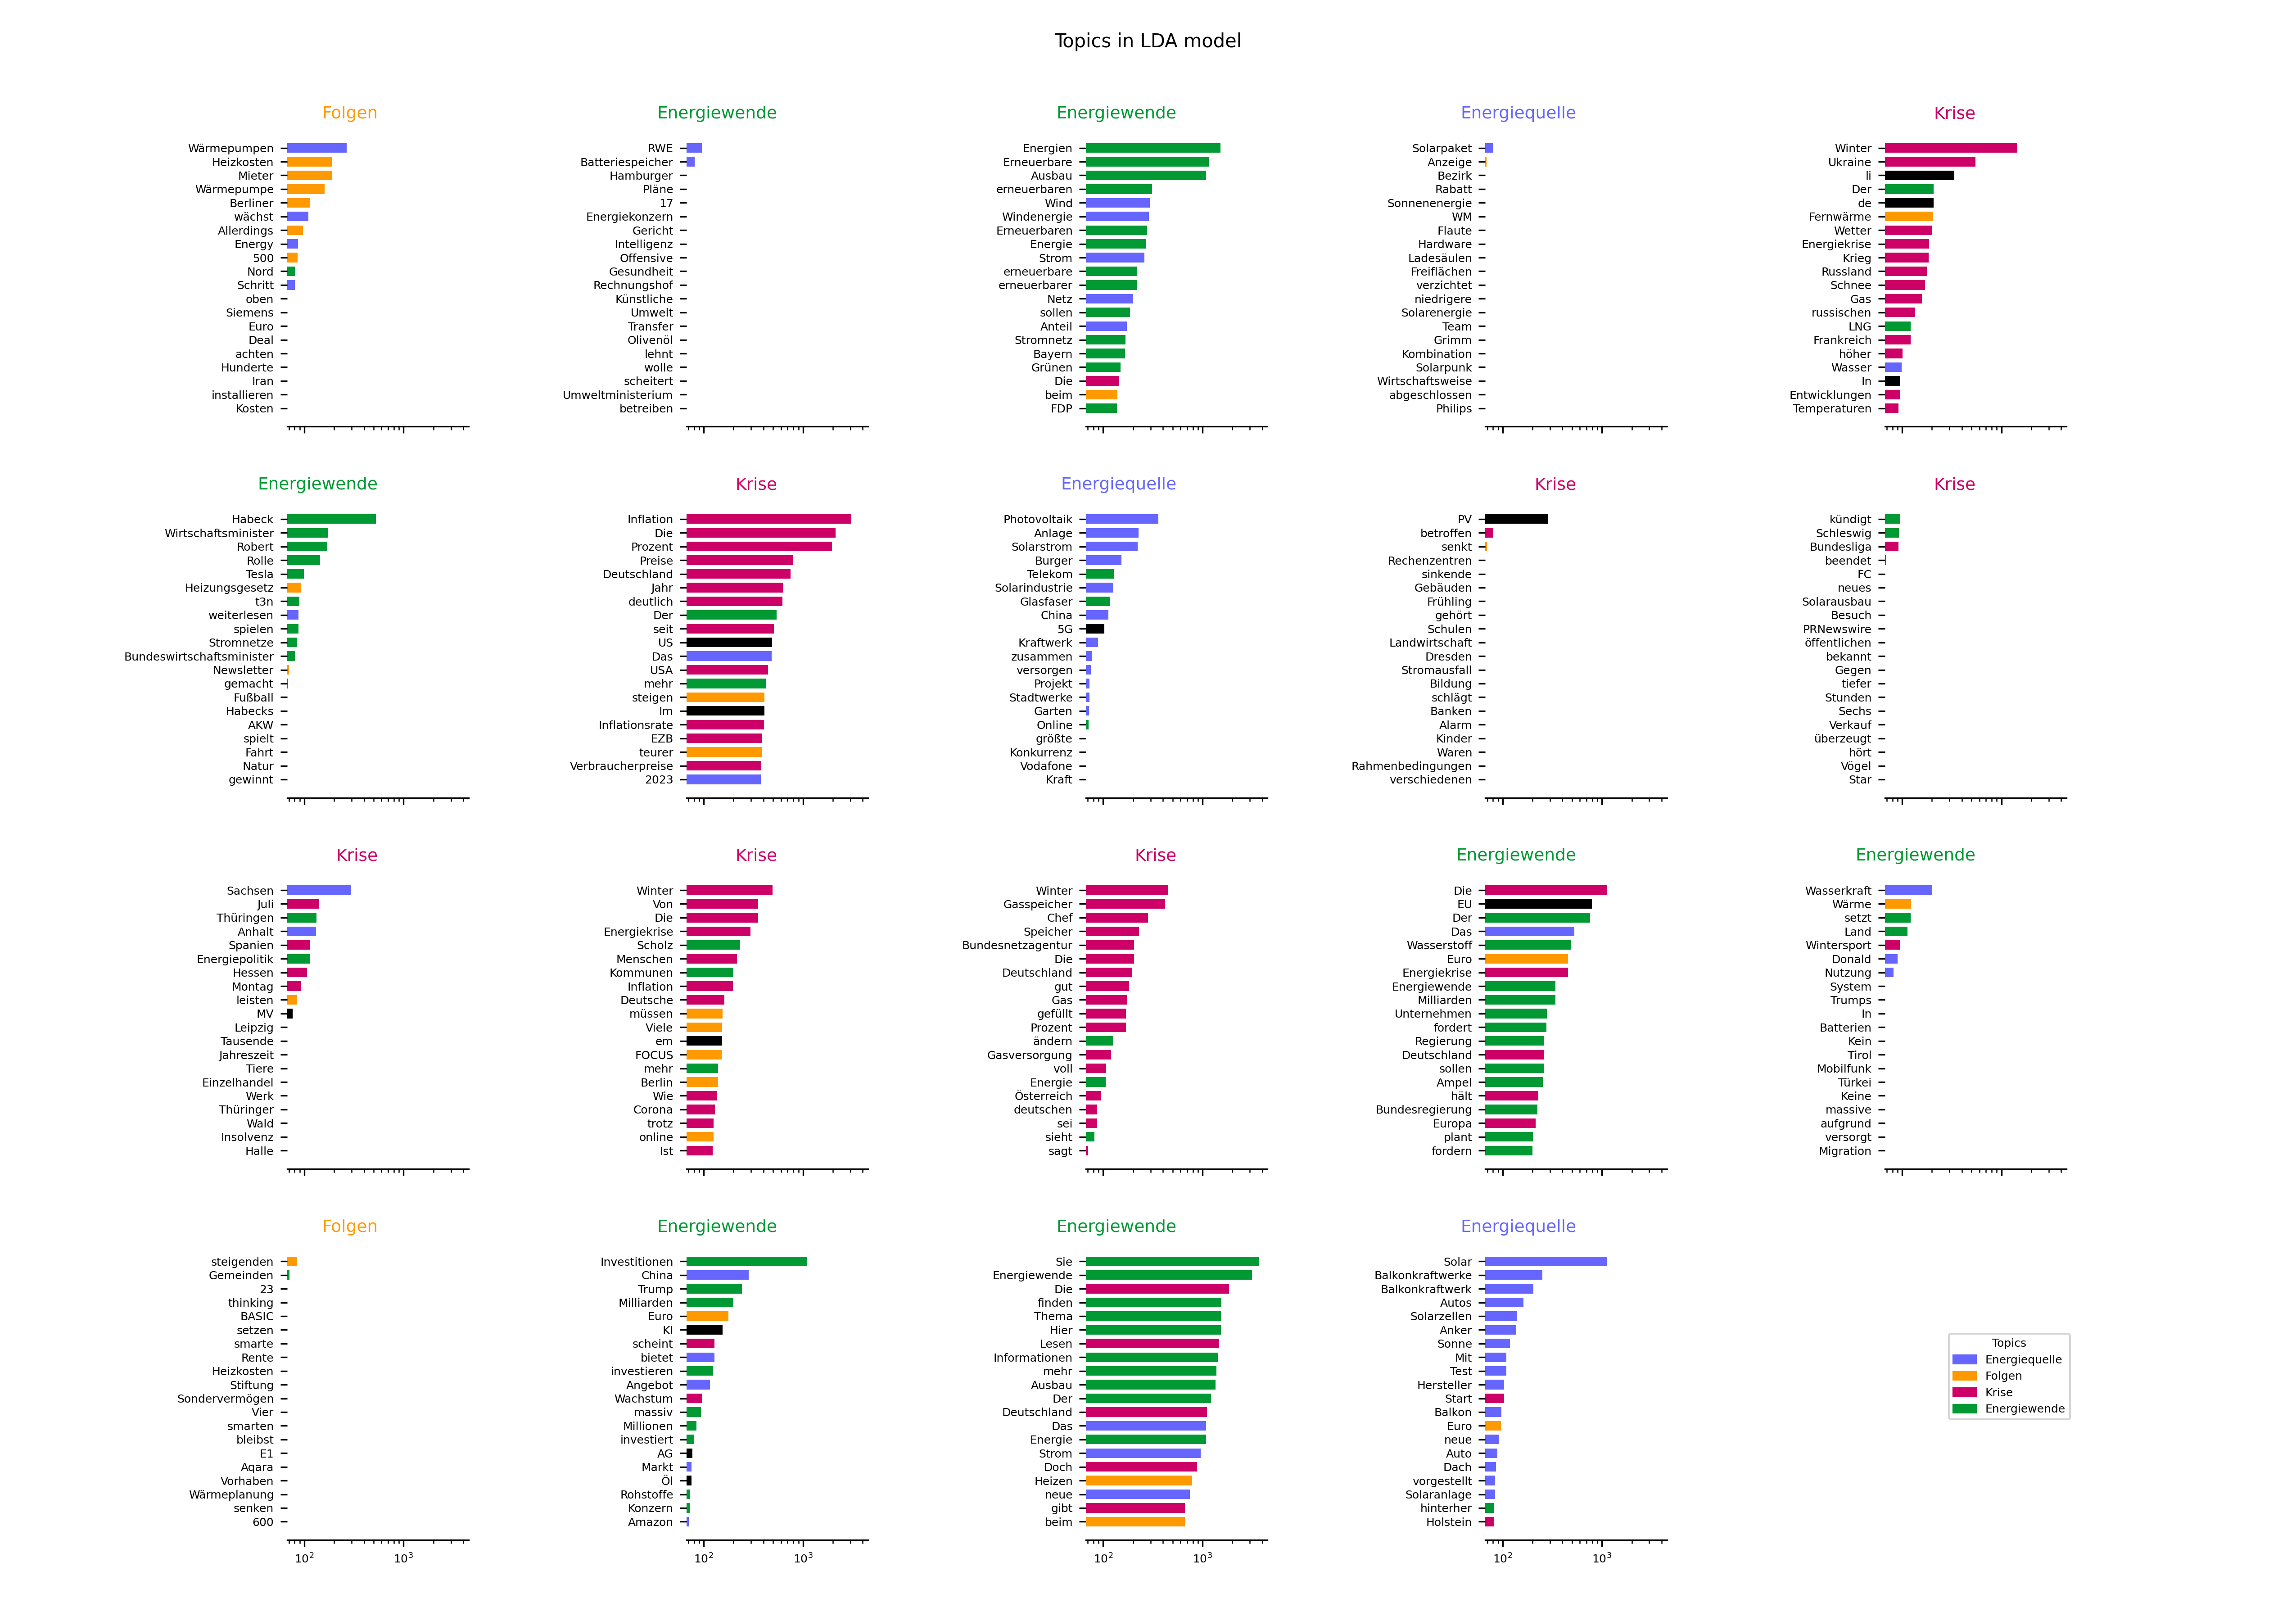 Topics in LDA model
Folgen
Wärmepumpen
Heizkosten
Mieter
Wärmepumpe
Berliner
wächst
Allerdings
Energy
500
Nord
Schritt
oben
Siemens
Euro
Deal
achten
Hunderte
Iran
installieren
Kosten
Energiewende
RWE
Batteriespeicher
Hamburger
Pläne
17
Energiekonzern
Gericht
Intelligenz
Offensive
Gesundheit
Rechnungshof
Künstliche
Umwelt
Transfer
Olivenöl
lehnt
wolle
scheitert
Umweltministerium
betreiben
Energiewende
Energien
Erneuerbare
Ausbau
erneuerbaren
Wind
Windenergie
Erneuerbaren
Energie
Strom
erneuerbare
erneuerbarer
Netz
sollen
Anteil
Stromnetz
Bayern
Grünen
Die
beim
FDP
Energiequelle
Solarpaket
Anzeige
Bezirk
Rabatt
Sonnenenergie
WM
Flaute
Hardware
Ladesäulen
Freiflächen
verzichtet
niedrigere
Solarenergie
Team
Grimm
Kombination
Solarpunk
Wirtschaftsweise
abgeschlossen
Philips
Krise
Winter
Ukraine
li
Der
de
Fernwärme
Wetter
Energiekrise
Krieg
Russland
Schnee
Gas
russischen
LNG
Frankreich
höher
Wasser
In
Entwicklungen
Temperaturen
Energiewende
Habeck
Wirtschaftsminister
Robert
Rolle
Tesla
Heizungsgesetz
t3n
weiterlesen
spielen
Stromnetze
Bundeswirtschaftsminister
Newsletter
gemacht
Fußball
Habecks
AKW
spielt
Fahrt
Natur
gewinnt
Krise
Inflation
Die
Prozent
Preise
Deutschland
Jahr
deutlich
Der
seit
US
Das
USA
mehr
steigen
Im
Inflationsrate
EZB
teurer
Verbraucherpreise
2023
Energiequelle
Photovoltaik
Anlage
Solarstrom
Burger
Telekom
Solarindustrie
Glasfaser
China
5G
Kraftwerk
zusammen
versorgen
Projekt
Stadtwerke
Garten
Online
größte
Konkurrenz
Vodafone
Kraft
Krise
PV
betroffen
senkt
Rechenzentren
sinkende
Gebäuden
Frühling
gehört
Schulen
Landwirtschaft
Dresden
Stromausfall
Bildung
schlägt
Banken
Alarm
Kinder
Waren
Rahmenbedingungen
verschiedenen
Krise
kündigt
Schleswig
Bundesliga
beendet
FC
neues
Solarausbau
Besuch
PRNewswire
öffentlichen
bekannt
Gegen
tiefer
Stunden
Sechs
Verkauf
überzeugt
hört
Vögel
Star
Krise
Sachsen
Juli
Thüringen
Anhalt
Spanien
Energiepolitik
Hessen
Montag
leisten
MV
Leipzig
Tausende
Jahreszeit
Tiere
Einzelhandel
Werk
Thüringer
Wald
Insolvenz
Halle
Krise
Winter
Von
Die
Energiekrise
Scholz
Menschen
Kommunen
Inflation
Deutsche
müssen
Viele
em
FOCUS
mehr
Berlin
Wie
Corona
trotz
online
Ist
Krise
Winter
Gasspeicher
Chef
Speicher
Bundesnetzagentur
Die
Deutschland
gut
Gas
gefüllt
Prozent
ändern
Gasversorgung
voll
Energie
Österreich
deutschen
sei
sieht
sagt
Energiewende
Die
EU
Der
Das
Wasserstoff
Euro
Energiekrise
Energiewende
Milliarden
Unternehmen
fordert
Regierung
Deutschland
sollen
Ampel
hält
Bundesregierung
Europa
plant
fordern
Energiewende
Wasserkraft
Wärme
setzt
Land
Wintersport
Donald
Nutzung
System
Trumps
In
Batterien
Kein
Tirol
Mobilfunk
Türkei
Keine
massive
aufgrund
versorgt
Migration
Folgen
steigenden
Gemeinden
23
thinking
BASIC
setzen
smarte
Rente
Heizkosten
Stiftung
Sondervermögen
Vier
smarten
bleibst
E1
Aqara
Vorhaben
Wärmeplanung
senken
600
10²
10³
Energiewende
Investitionen
China
Trump
Milliarden
Euro
KI
scheint
bietet
investieren
Angebot
Wachstum
massiv
Millionen
investiert
AG
Markt
Öl
Rohstoffe
Konzern
Amazon
10²
10³
Energiewende
Sie
Energiewende
Die
finden
Thema
Hier
Lesen
Informationen
mehr
Ausbau
Der
Deutschland
Das
Energie
Strom
Doch
Heizen
neue
gibt
beim
10²
10³
Energiequelle
Solar
Balkonkraftwerke
Balkonkraftwerk
Autos
Solarzellen
Anker
Sonne
Mit
Test
Hersteller
Start
Balkon
Euro
neue
Auto
Dach
vorgestellt
Solaranlage
hinterher
Holstein
10²
10³
Topics
Energiequelle
Folgen
Krise
Energiewende